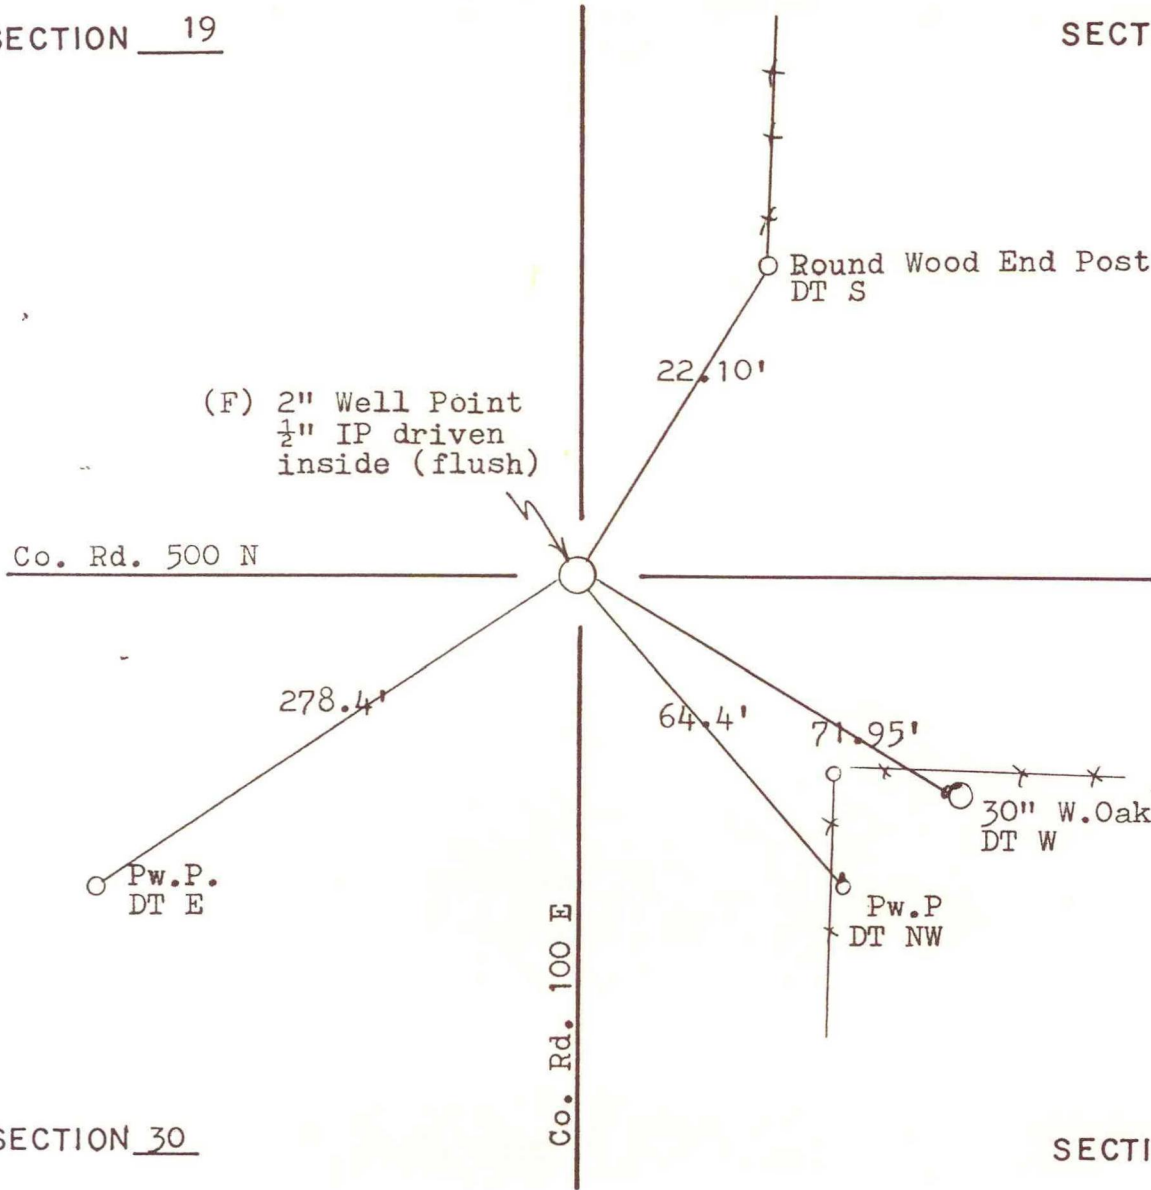 SECTION 19
SECT
Round Wood End Post
DT S
22.10'
(F) 2" Well Point
½" IP driven
inside (flush)
Co. Rd. 500 N
278.4'
64.4'
71.95'
30" W.Oak
DT W
Pw.P.
DT E
Pw.P
DT NW
Co. Rd. 100 E
SECTION 30
SECTI